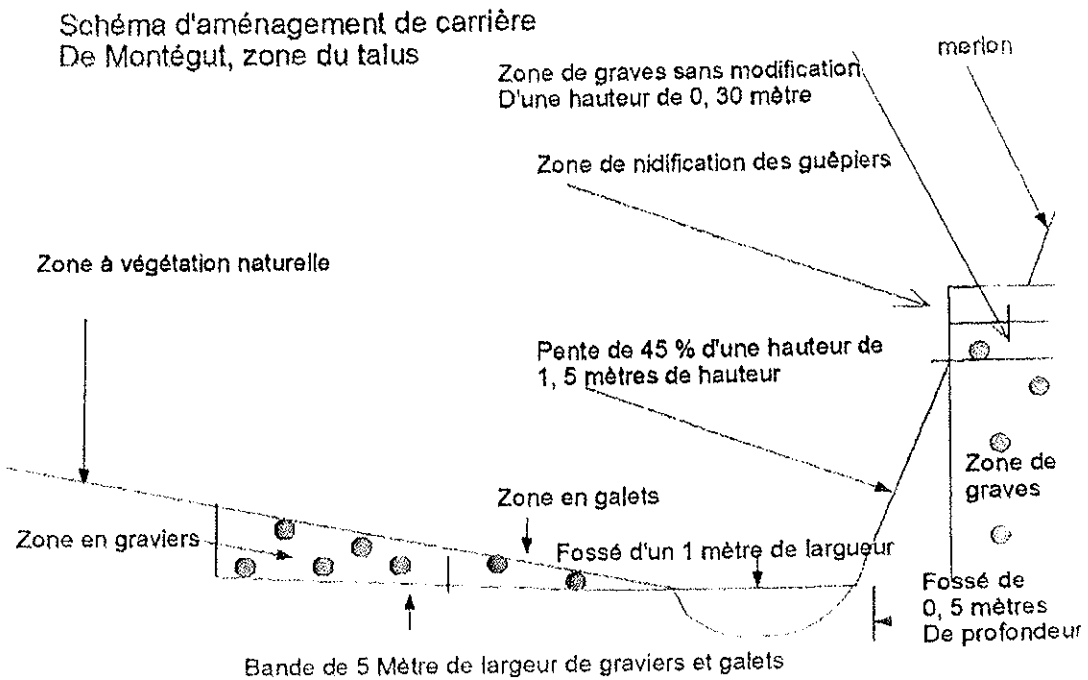 Schéma d'aménagement de carrière
De Montégut, zone du talus
merlon
Zone de graves sans modification
D'une hauteur de 0, 30 mètre
Zone de nidification des guêpiers
Zone à végétation naturelle
Pente de 45 % d'une hauteur de
1, 5 mètres de hauteur
Zone de
graves
Zone en galets
Zone en graviers
Fossé d'un 1 mètre de largueur
Fossé de
0, 5 mètres
De profondeur
Bande de 5 Mètre de largeur de graviers et galets